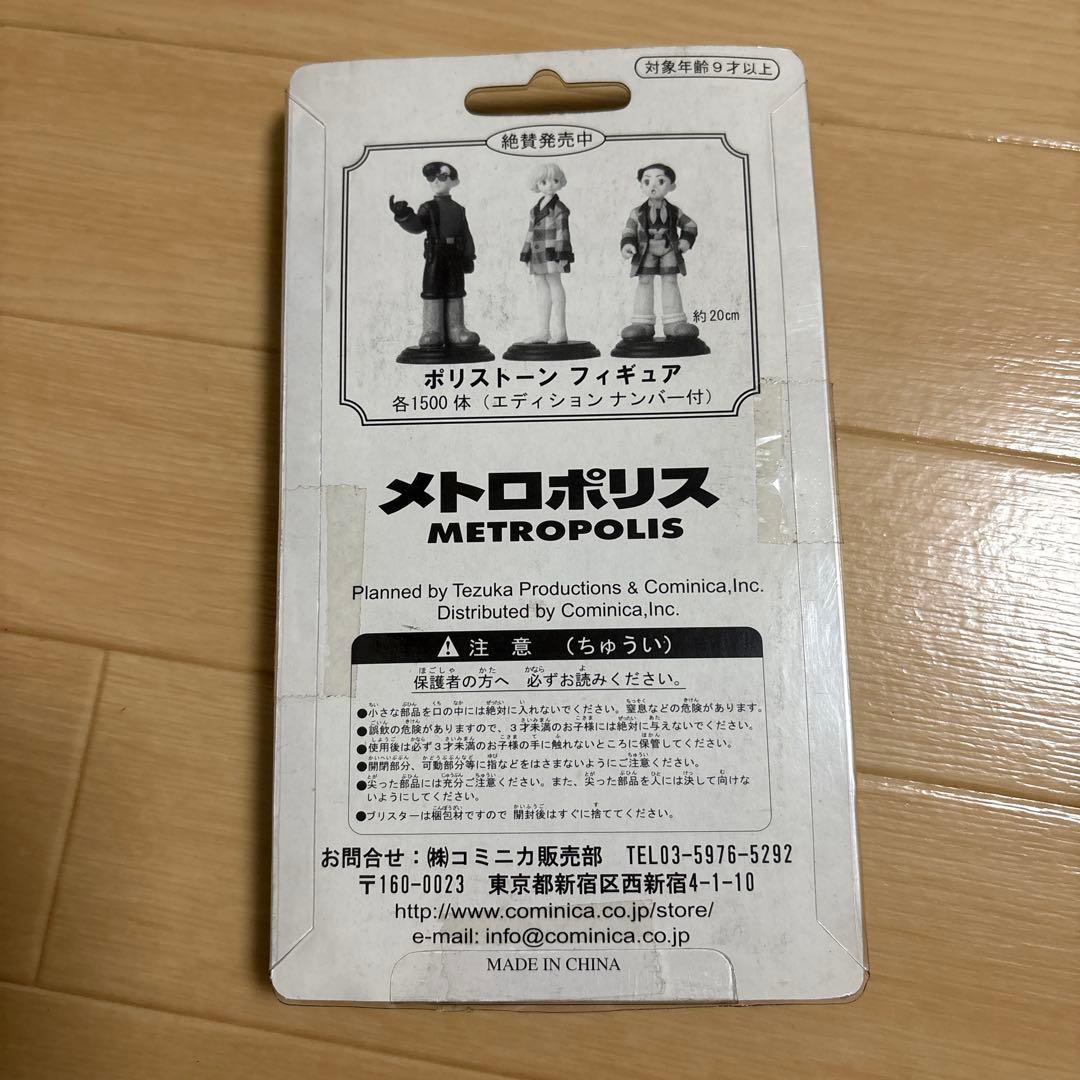 対象年齢9才以上
絶賛発売中
約20cm
ポリストーン フィギュア
各1500体(エディション ナンバー付)
メトロポリス
METROPOLIS
Planned by Tezuka Productions & Cominica,Inc.
Distributed by Cominica,Inc.
注 意 (ちゅうい)
保護者の方へ 必ずお読みください。
●小さな部品を口の中には絶対に入れないでください。窒息などの危険があります。
●誤飲の危険がありますので、3才未満のお子様には絶対に与えないでください。
●使用後は必ず3才未満のお子様の手に触れないところに保管してください。
●開閉部分、可動部分等に指などをはさまないようにご注意ください。
●尖った部品には充分ご注意ください。また、尖った部品を人には決して向けな
いようにしてください。
●ブリスターは梱包材ですので 開封後はすぐに捨ててください。
お問合せ:㈱コミニカ販売部 TEL03-5976-5292
〒160-0023 東京都新宿区西新宿4-1-10
http://www.cominica.co.jp/store/
e-mail: info@cominica.co.jp
MADE IN CHINA